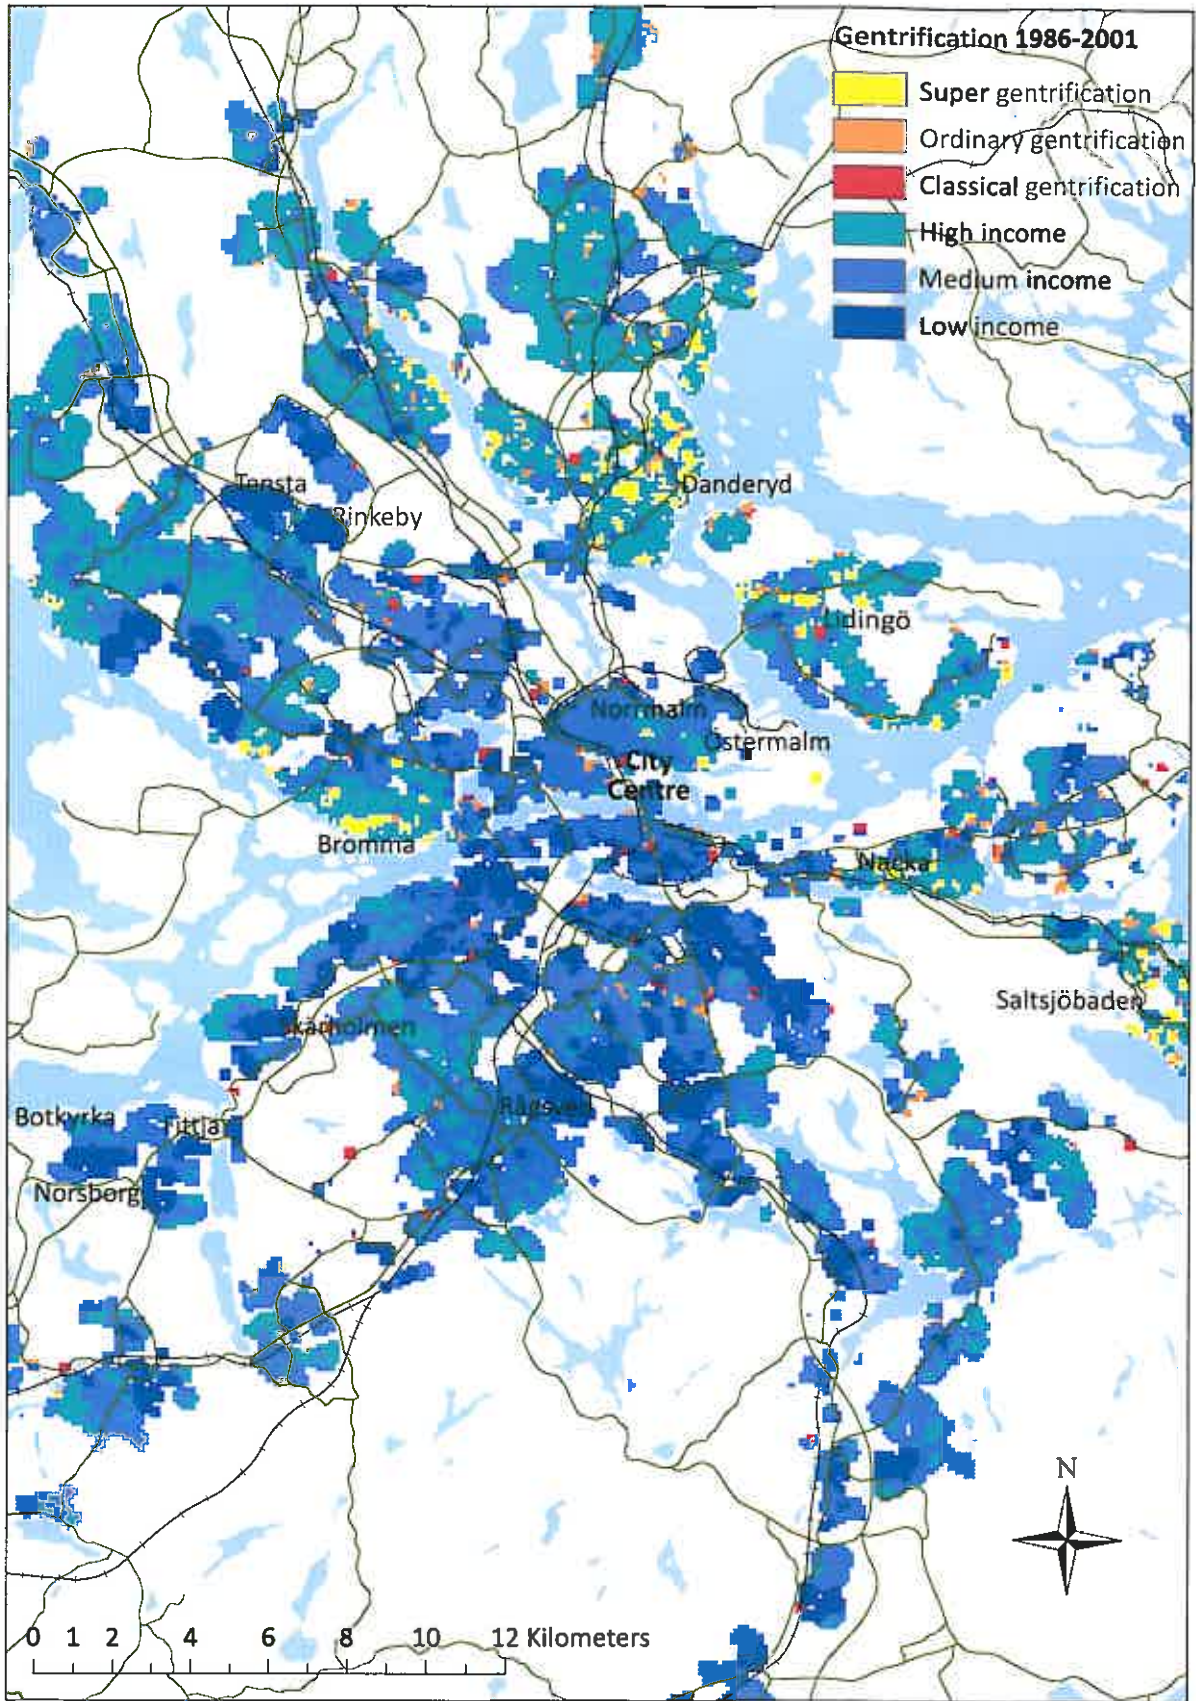 Gentrification 1986-2001
Super gentrification
Ordinary gentrification
Classical gentrification
High income
Medium income
Low income
Tensta
Rinkeby
Danderyd
Lidingö
Norrmalm
Östermalm
City
Centre
Bromma
Nacka
Saltsjöbaden
Skärholmen
Rågsved
Botkyrka
Fittja
Norsborg
N
0 1 2 4 6 8 10 12 Kilometers